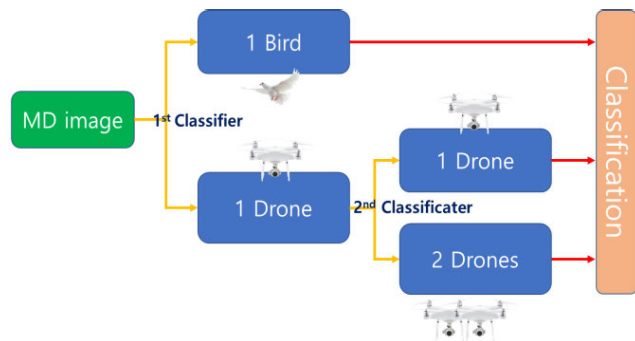 1 Bird
MD image
1st Classifier
1 Drone
2nd Classificater
1 Drone
2 Drones
Classification